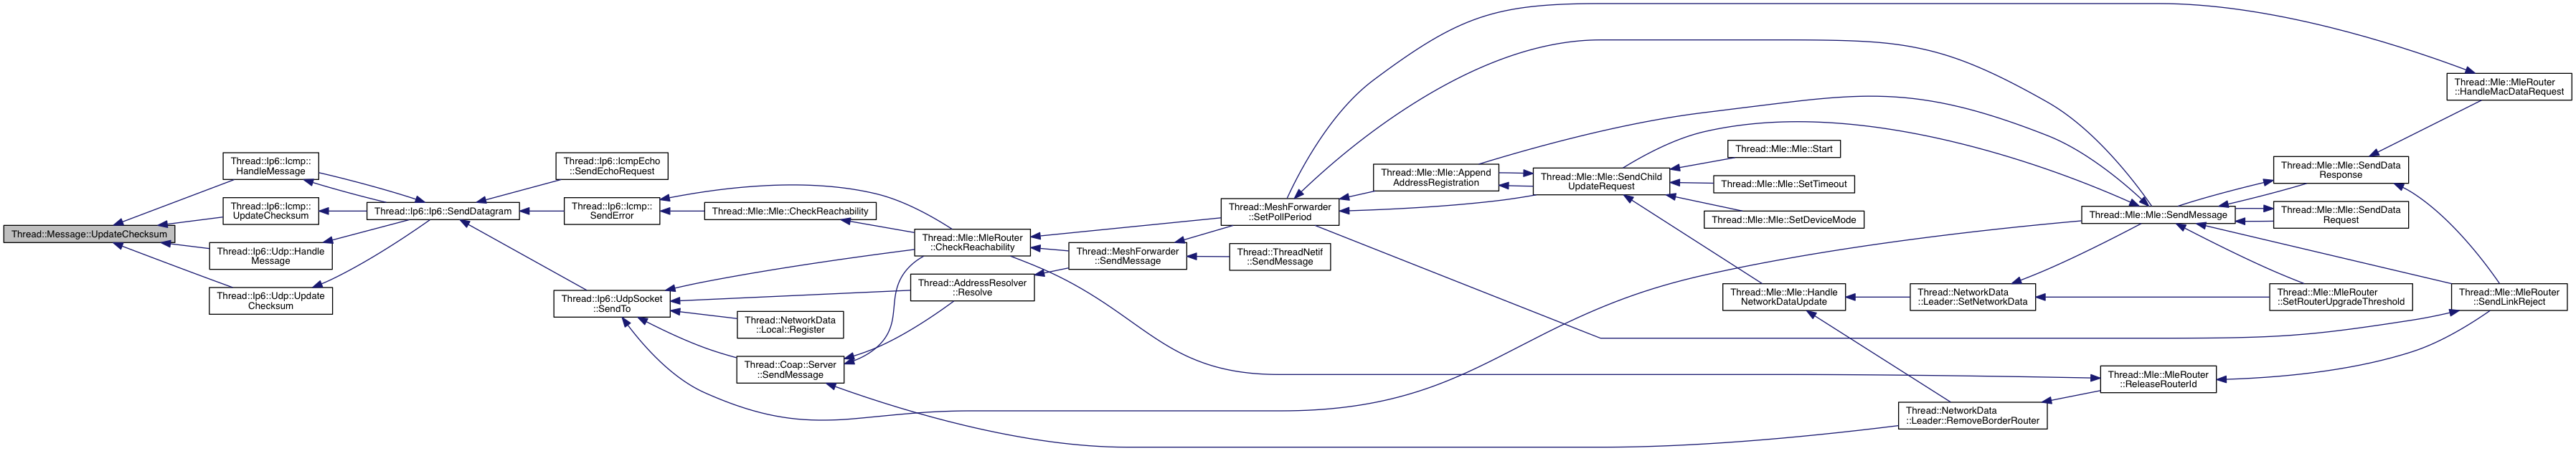 Thread::Message::UpdateChecksum
Thread::Ip6::Icmp::
HandleMessage
Thread::Ip6::Icmp::
UpdateChecksum
Thread::Ip6::Udp::Handle
Message
Thread::Ip6::Udp::Update
Checksum
Thread::Ip6::Ip6::SendDatagram
Thread::Ip6::IcmpEcho
::SendEchoRequest
Thread::Ip6::Icmp::
SendError
Thread::Ip6::UdpSocket
::SendTo
Thread::Mle::Mle::CheckReachability
Thread::NetworkData
::Local::Register
Thread::Coap::Server
::SendMessage
Thread::Mle::MleRouter
::CheckReachability
Thread::AddressResolver
::Resolve
Thread::MeshForwarder
::SendMessage
Thread::MeshForwarder
::SetPollPeriod
Thread::ThreadNetif
::SendMessage
Thread::Mle::Mle::Append
AddressRegistration
Thread::Mle::Mle::SendChild
UpdateRequest
Thread::Mle::Mle::Start
Thread::Mle::Mle::SetTimeout
Thread::Mle::Mle::SetDeviceMode
Thread::Mle::Mle::Handle
NetworkDataUpdate
Thread::NetworkData
::Leader::SetNetworkData
Thread::NetworkData
::Leader::RemoveBorderRouter
Thread::Mle::Mle::SendMessage
Thread::Mle::MleRouter
::ReleaseRouterId
Thread::Mle::Mle::SendData
Response
Thread::Mle::Mle::SendData
Request
Thread::Mle::MleRouter
::SetRouterUpgradeThreshold
Thread::Mle::MleRouter
::HandleMacDataRequest
Thread::Mle::MleRouter
::SendLinkReject